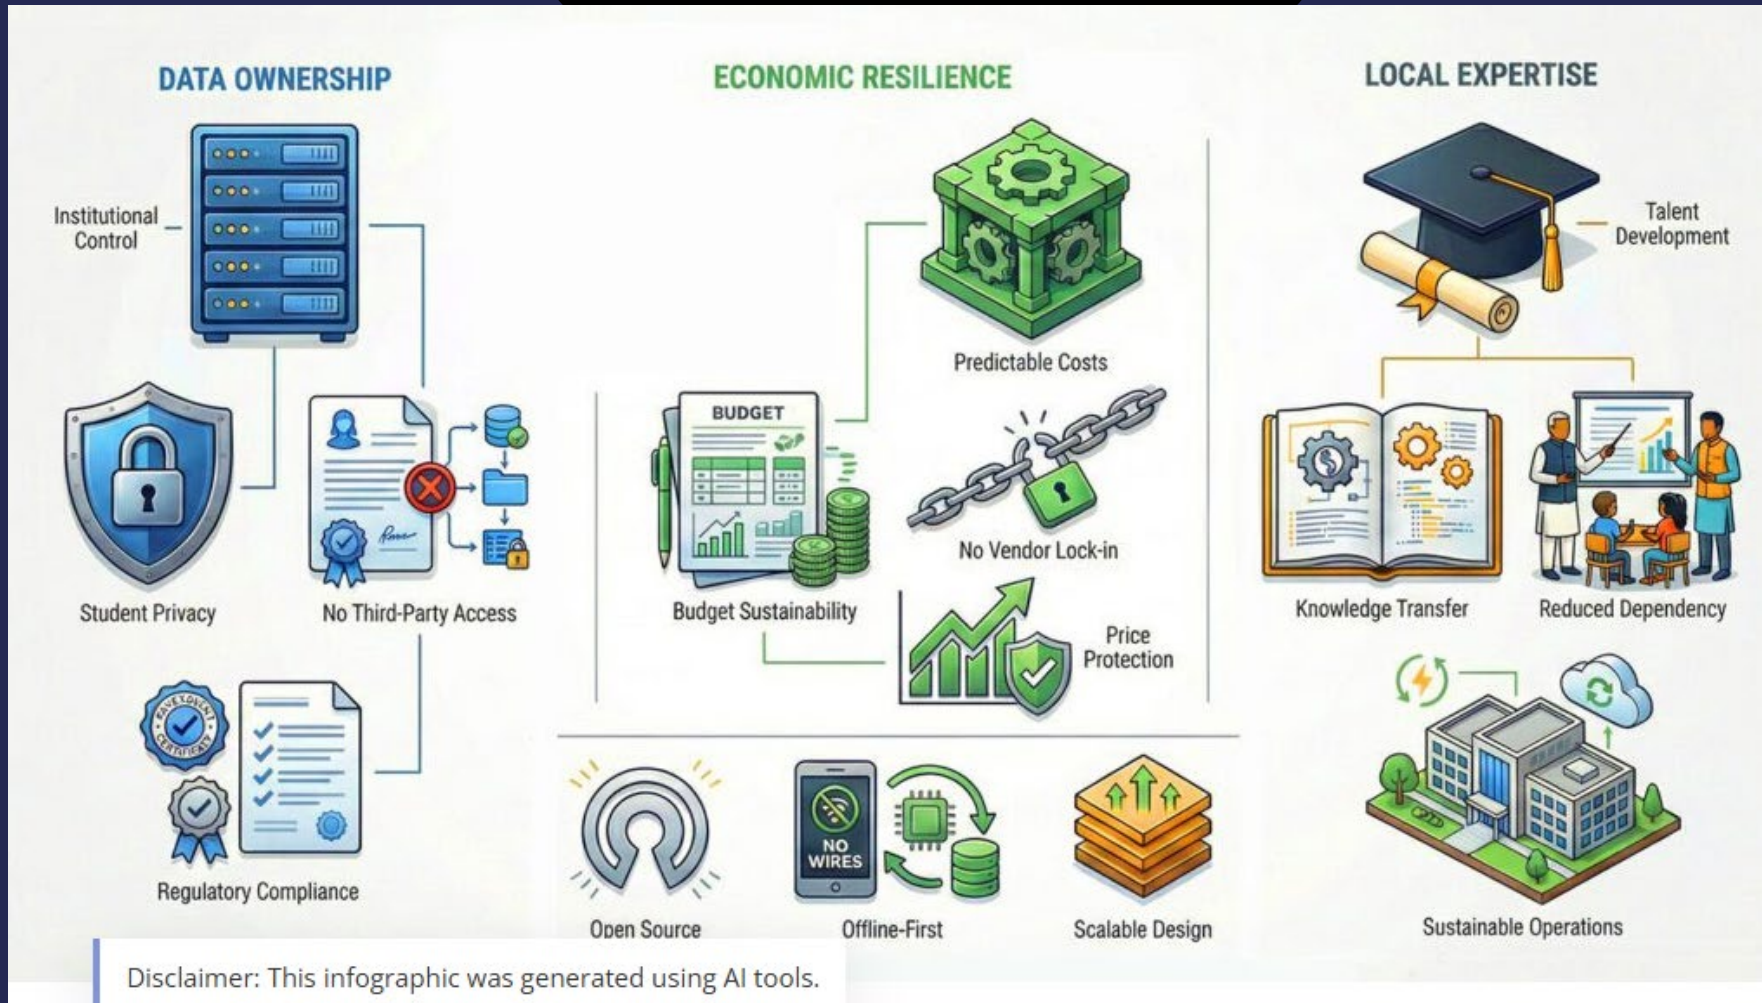 DATA OWNERSHIP
Institutional
Control
Student Privacy
No Third-Party Access
Regulatory Compliance
ECONOMIC RESILIENCE
Predictable Costs
BUDGET
Budget Sustainability
No Vendor Lock-in
Price
Protection
Open Source
NO
WIRES
Offline-First
Scalable Design
LOCAL EXPERTISE
Talent
Development
Knowledge Transfer
Reduced Dependency
Sustainable Operations
Disclaimer: This infographic was generated using AI tools.